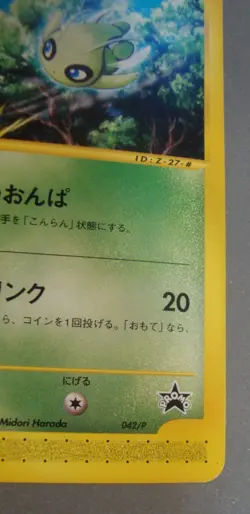 ID:Z-27-#
おんぱ
手を「こんらん」状態にする。
リンク 20
ら、コインを1回投げる。「おもて」なら、
にげる
Midori Harada 042/P